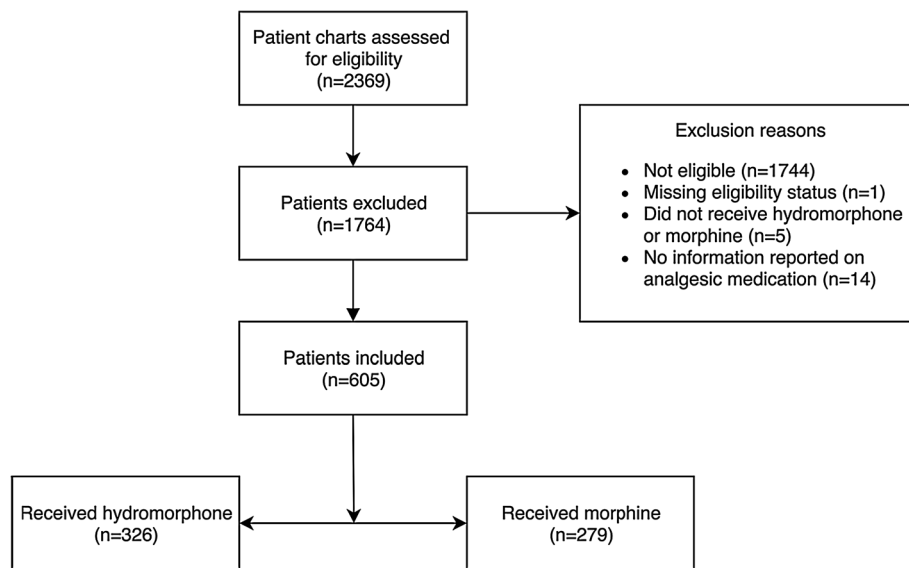 Patient charts assessed
for eligibility
(n=2369)
Patients excluded
(n=1764)
Exclusion reasons
• Not eligible (n=1744)
• Missing eligibility status (n=1)
• Did not receive hydromorphone
or morphine (n=5)
• No information reported on
analgesic medication (n=14)
Patients included
(n=605)
Received hydromorphone
(n=326)
Received morphine
(n=279)